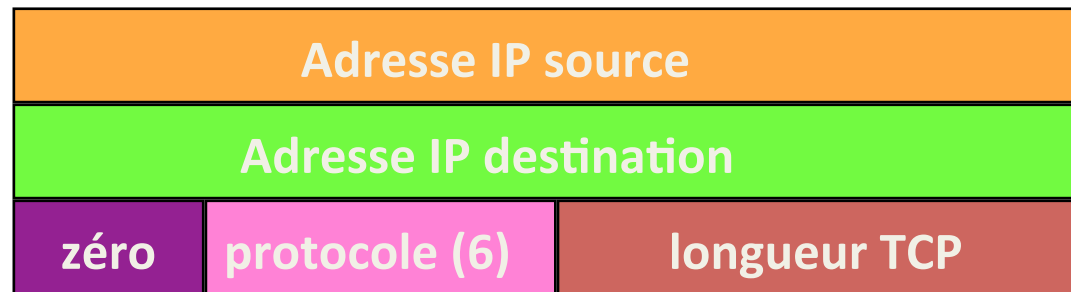 Adresse IP source
Adresse IP destination
zéro protocole (6) longueur TCP